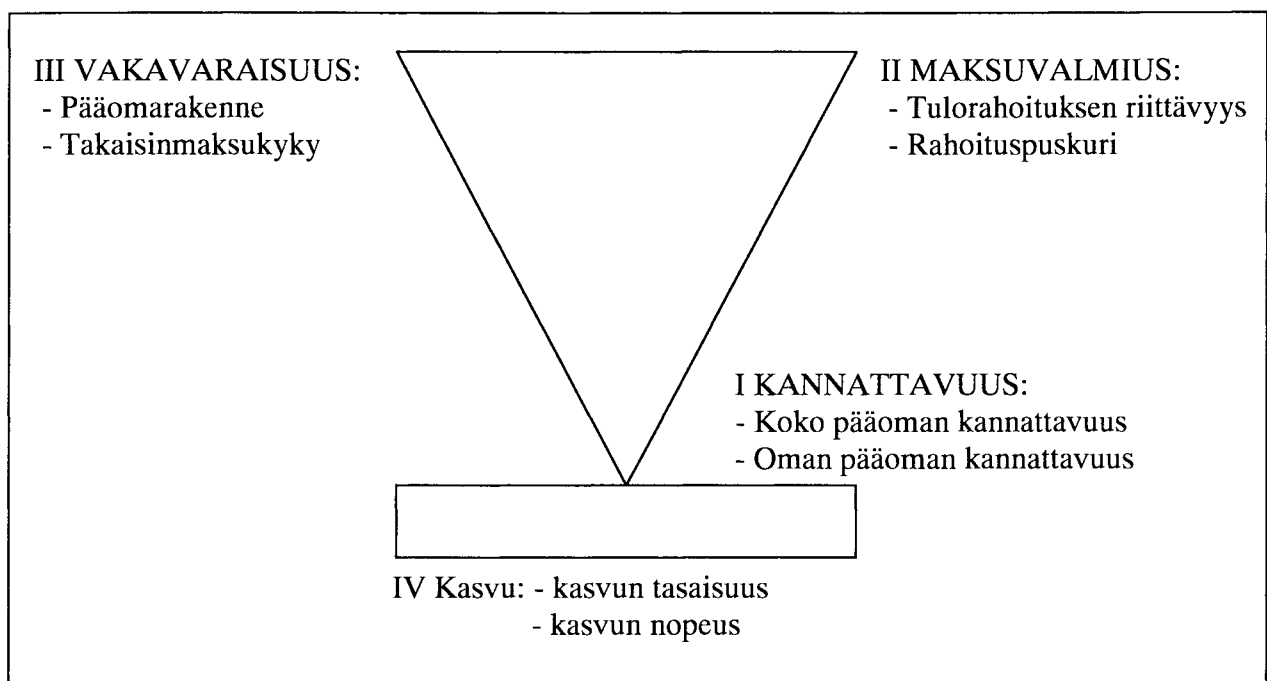 III VAKAVARAISUUS:
- Pääomarakenne
- Takaisinmaksukyky
II MAKSUVALMIUS:
- Tulorahoituksen riittävyys
- Rahoituspuskuri
I KANNATTAVUUS:
- Koko pääoman kannattavuus
- Oman pääoman kannattavuus
IV Kasvu: - kasvun tasaisuus
- kasvun nopeus